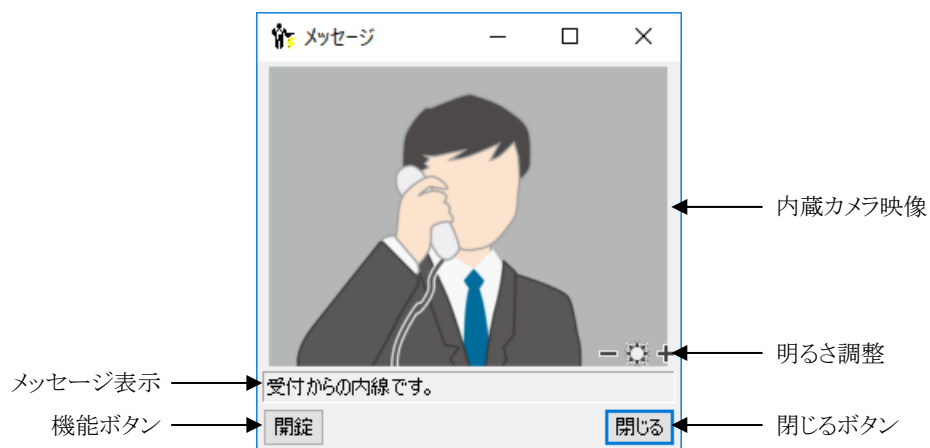 メッセージ
内蔵カメラ映像
明るさ調整
メッセージ表示
受付からの内線です。
機能ボタン
開錠
閉じる
閉じるボタン